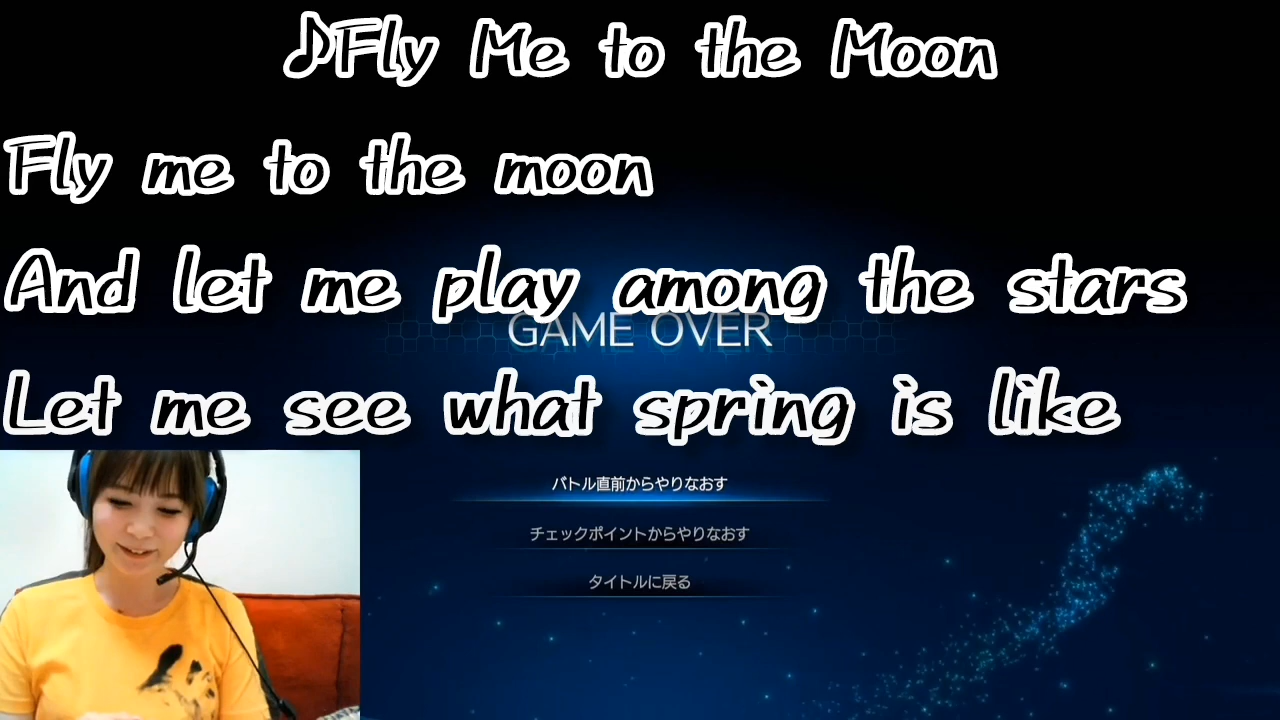 ♪Fly Me to the Moon
Fly me to the moon
And let me play among the stars
GAME OVER
Let me see what spring is like
バトル直前からやりなおす
チェックポイントからやりなおす
タイトルに戻る